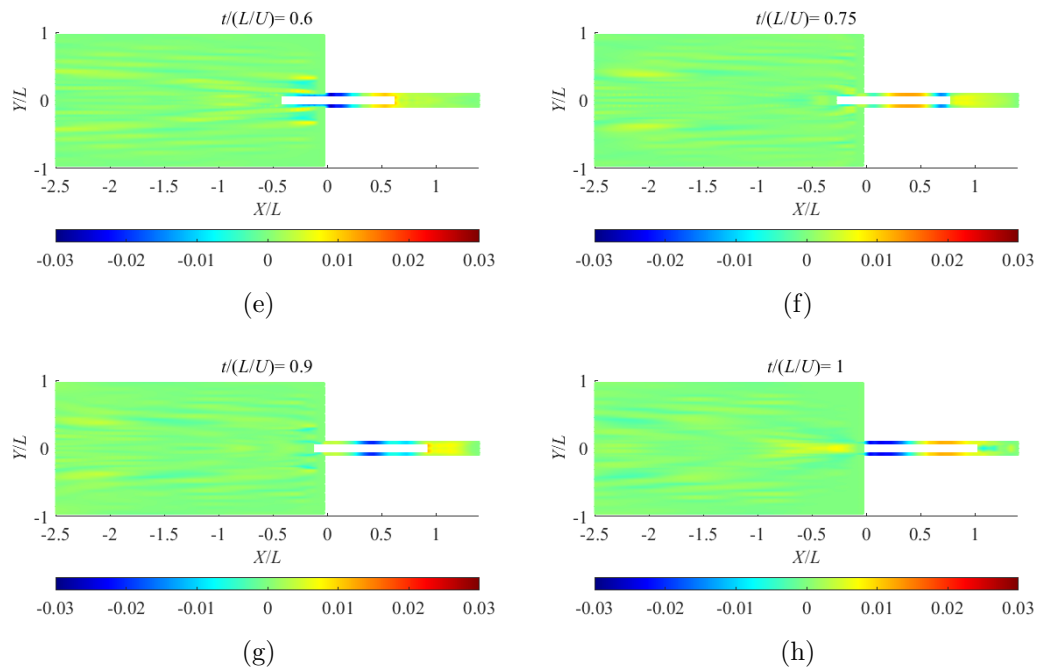 t/(L/U)= 0.6
1
0
-1
Y/L
-2.5 -2 -1.5 -1 -0.5 0 0.5 1
X/L
-0.03 -0.02 -0.01 0 0.01 0.02 0.03
(e)
t/(L/U)= 0.75
1
0
-1
Y/L
-2.5 -2 -1.5 -1 -0.5 0 0.5 1
X/L
-0.03 -0.02 -0.01 0 0.01 0.02 0.03
(f)
t/(L/U)= 0.9
1
0
-1
Y/L
-2.5 -2 -1.5 -1 -0.5 0 0.5 1
X/L
-0.03 -0.02 -0.01 0 0.01 0.02 0.03
(g)
t/(L/U)= 1
1
0
-1
Y/L
-2.5 -2 -1.5 -1 -0.5 0 0.5 1
X/L
-0.03 -0.02 -0.01 0 0.01 0.02 0.03
(h)